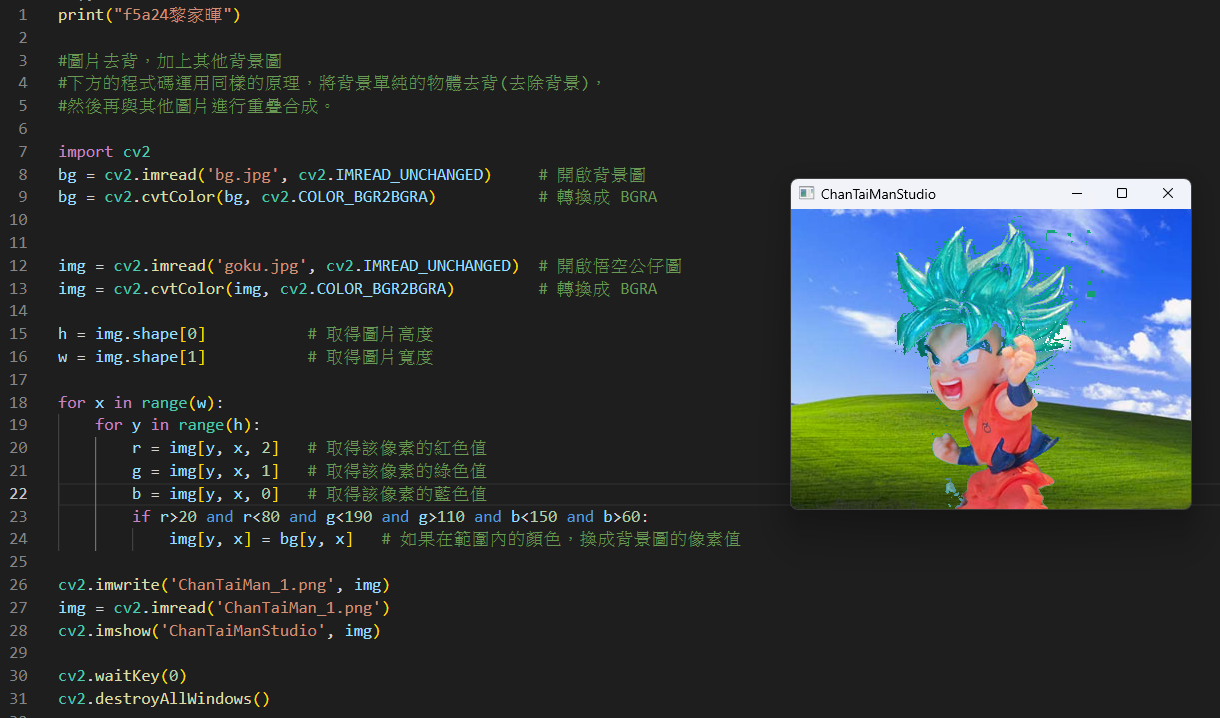 1 print("f5a24黎家暉")
2
3 #圖片去背，加上其他背景圖
4 #下方的程式碼運用同樣的原理，將背景單純的物體去背(去除背景)，
5 #然後再與其他圖片進行重疊合成。
6
7 import cv2
8 bg = cv2.imread('bg.jpg', cv2.IMREAD_UNCHANGED) # 開啟背景圖
9 bg = cv2.cvtColor(bg, cv2.COLOR_BGR2BGRA) # 轉換成 BGRA
10
11
12 img = cv2.imread('goku.jpg', cv2.IMREAD_UNCHANGED) # 開啟悟空公仔圖
13 img = cv2.cvtColor(img, cv2.COLOR_BGR2BGRA) # 轉換成 BGRA
14
15 h = img.shape[0] # 取得圖片高度
16 w = img.shape[1] # 取得圖片寬度
17
18 for x in range(w):
19 for y in range(h):
20 r = img[y, x, 2] # 取得該像素的紅色值
21 g = img[y, x, 1] # 取得該像素的綠色值
22 b = img[y, x, 0] # 取得該像素的藍色值
23 if r>20 and r<80 and g<190 and g>110 and b<150 and b>60:
24 img[y, x] = bg[y, x] # 如果在範圍內的顏色，換成背景圖的像素值
25
26 cv2.imwrite('ChanTaiMan_1.png', img)
27 img = cv2.imread('ChanTaiMan_1.png')
28 cv2.imshow('ChanTaiManStudio', img)
29
30 cv2.waitKey(0)
31 cv2.destroyAllWindows()
ChanTaiManStudio